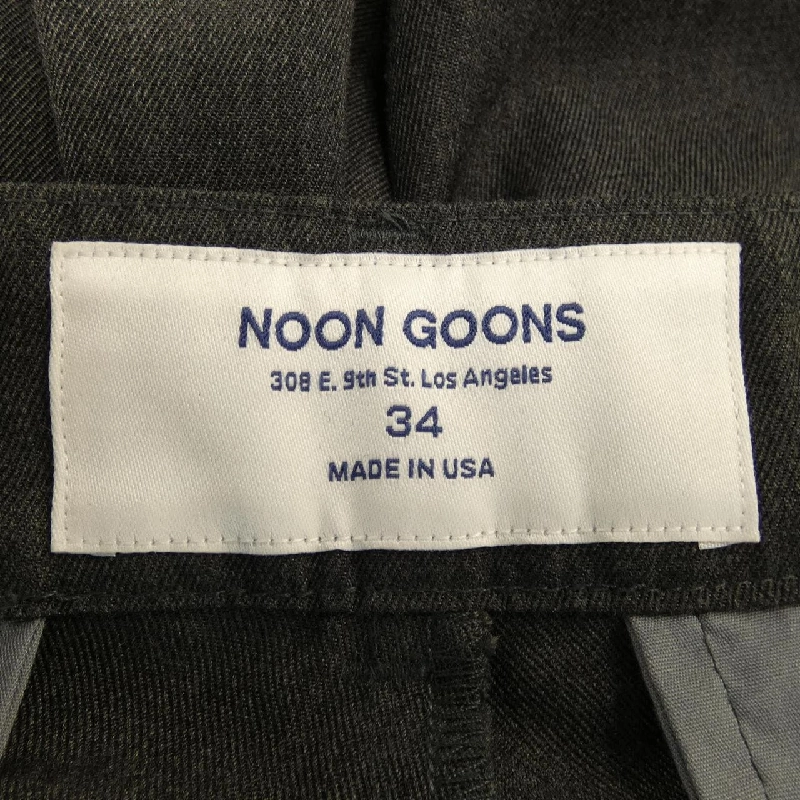 NOON GOONS
308 E. 9th St. Los Angeles
34
MADE IN USA